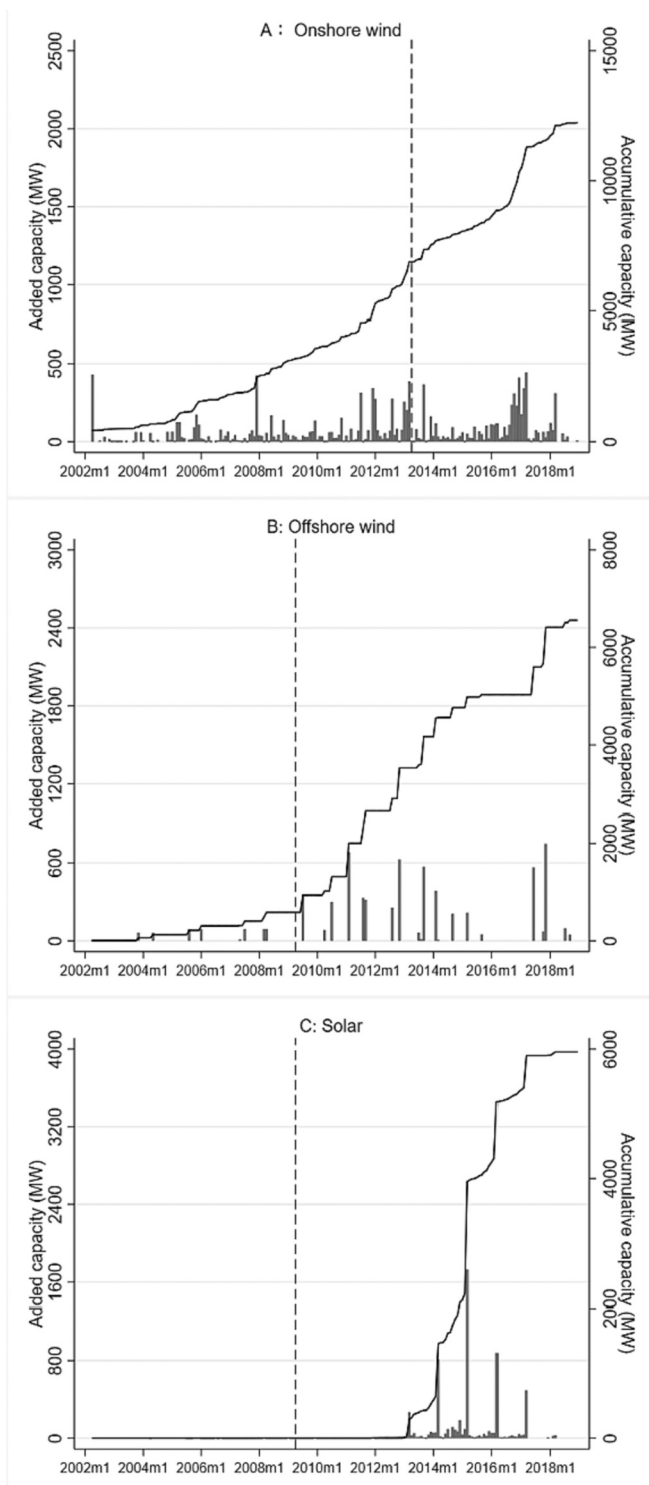 A： Onshore wind
Added capacity (MW)
2500
2000
1500
1000
500
0
Accumulative capacity (MW)
15000
10000
5000
0
2002m1 2004m1 2006m1 2008m1 2010m1 2012m1 2014m1 2016m1 2018m1
B: Offshore wind
Added capacity (MW)
3000
2400
1800
1200
600
0
Accumulative capacity (MW)
8000
6000
4000
2000
0
2002m1 2004m1 2006m1 2008m1 2010m1 2012m1 2014m1 2016m1 2018m1
C: Solar
Added capacity (MW)
4000
3200
2400
1600
800
0
Accumulative capacity (MW)
6000
4000
2000
0
2002m1 2004m1 2006m1 2008m1 2010m1 2012m1 2014m1 2016m1 2018m1